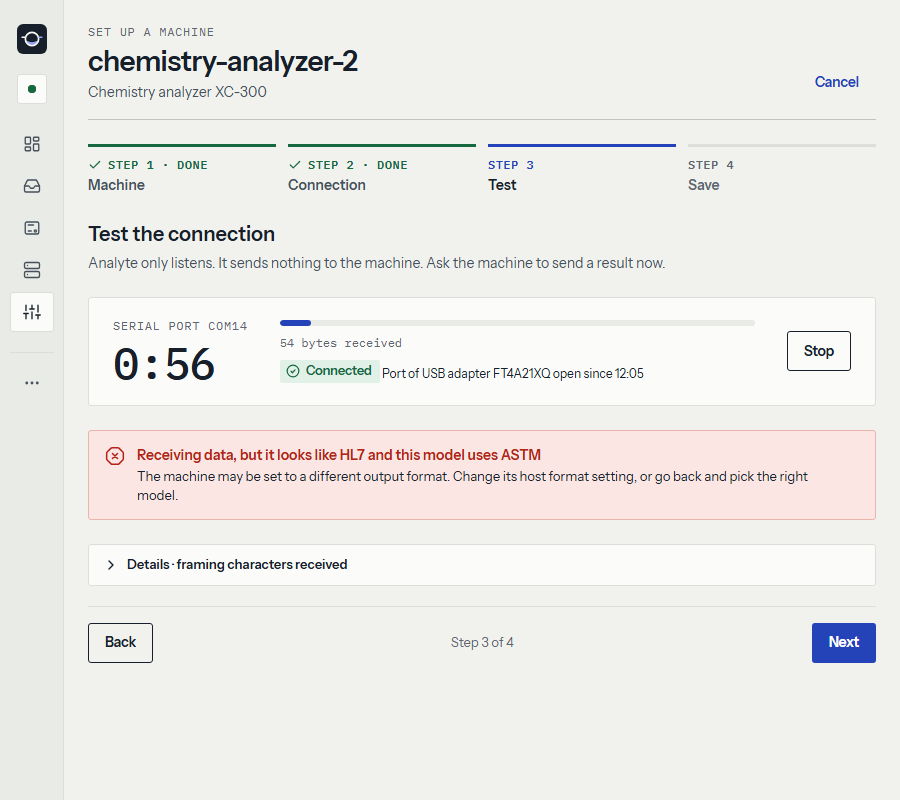 SET UP A MACHINE
chemistry-analyzer-2
Chemistry analyzer XC-300
Cancel
STEP 1 · DONE
Machine
STEP 2 · DONE
Connection
STEP 3
Test
STEP 4
Save
Test the connection
Analyte only listens. It sends nothing to the machine. Ask the machine to send a result now.
SERIAL PORT COM14
0:56
54 bytes received
Connected Port of USB adapter FT4A21XQ open since 12:05
Stop
Receiving data, but it looks like HL7 and this model uses ASTM
The machine may be set to a different output format. Change its host format setting, or go back and pick the right
model.
Details · framing characters received
Back
Step 3 of 4
Next